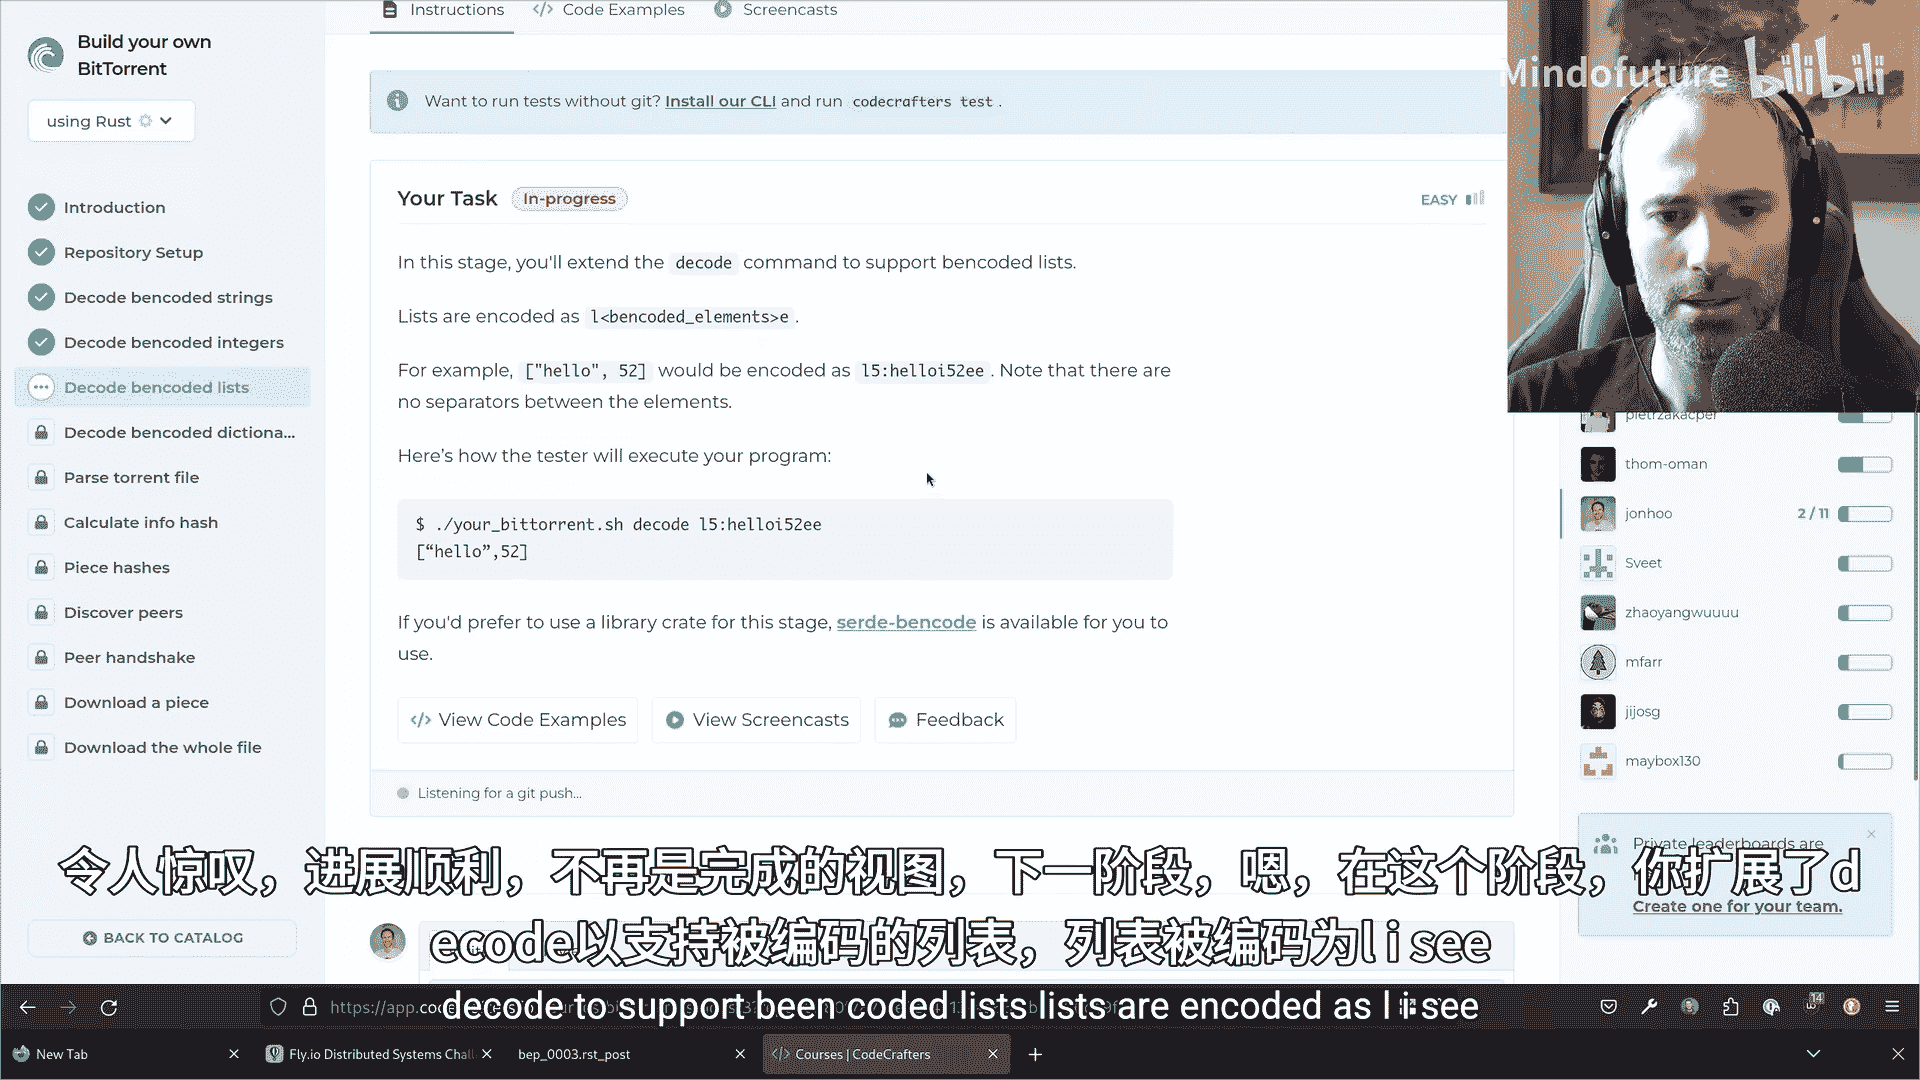 Build your own
BitTorrent
using Rust
Introduction
Repository Setup
Decode bencoded strings
Decode bencoded integers
Decode bencoded lists
Decode bencoded dictiona...
Parse torrent file
Calculate info hash
Piece hashes
Discover peers
Peer handshake
Download a piece
Download the whole file
BACK TO CATALOG
Instructions
Code Examples
Screencasts
Want to run tests without git? Install our CLI and run codecrafters test.
Your Task
In-progress
EASY
In this stage, you'll extend the decode command to support bencoded lists.
Lists are encoded as l<bencoded_elements>e.
For example, ["hello", 52] would be encoded as l5:helloi52ee. Note that there are
no separators between the elements.
Here’s how the tester will execute your program:
$ ./your_bittorrent.sh decode l5:helloi52ee
[“hello”,52]
If you'd prefer to use a library crate for this stage, serde-bencode is available for you to
use.
View Code Examples
View Screencasts
Feedback
Listening for a git push...
Mindofuture
bilibili
pietrzakacper
thom-oman
jonhoo
2 / 11
Sveet
zhaoyangwuuuu
mfarr
jijosg
maybox130
Private leaderboards are
Create one for your team.
令人惊叹，进展顺利，不再是完成的视图，下一阶段，嗯，在这个阶段，你扩展了d
ecode以支持被编码的列表，列表被编码为l i see
decode to support been coded lists lists are encoded as l i see
https://app.co
14
New Tab
Fly.io Distributed Systems Chal
bep_0003.rst_post
Courses | CodeCrafters